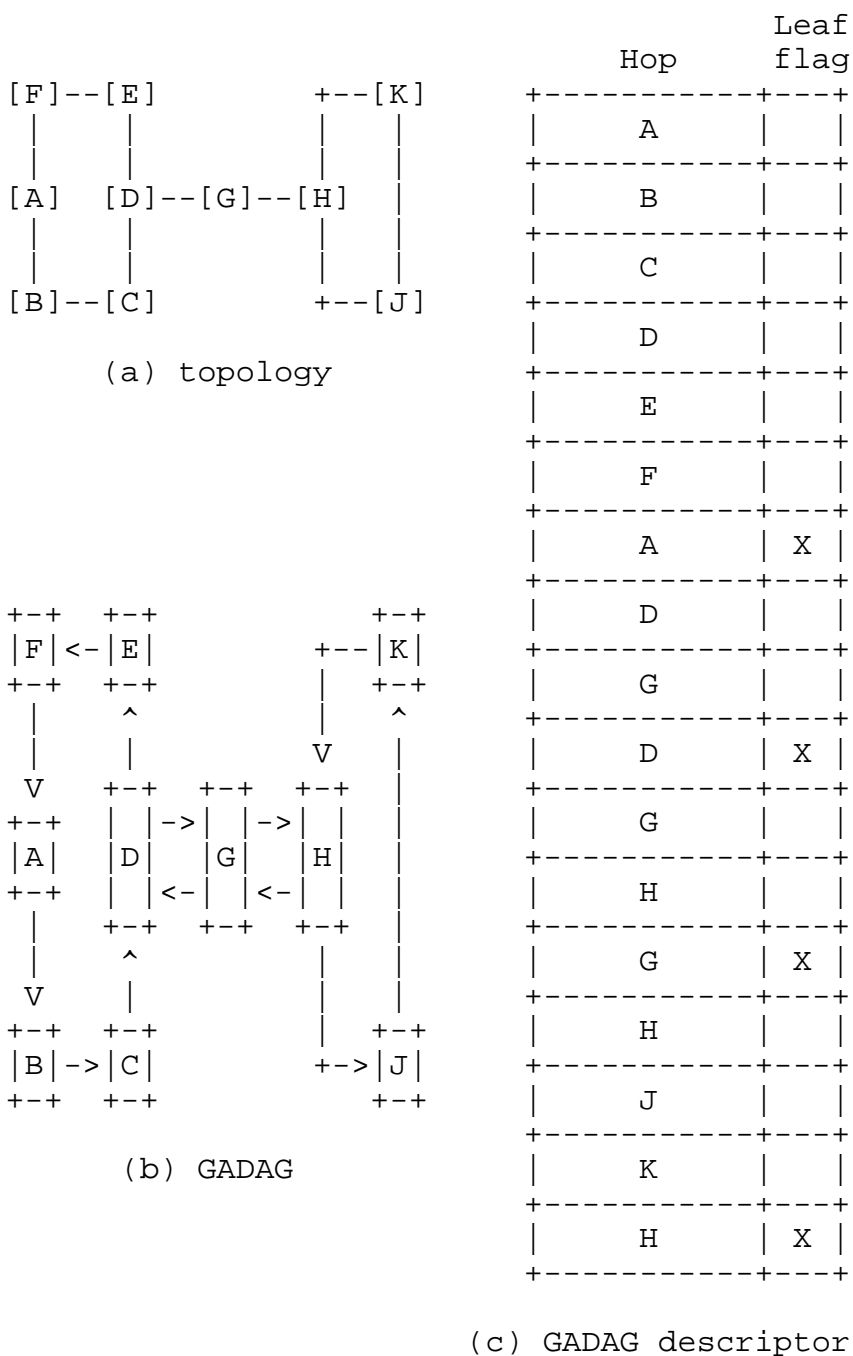 Leaf
Hop flag
[F]--[E] +--[K] +-----------+---+
| | | | | A | |
| | | | +-----------+---+
[A] [D]--[G]--[H] | | B | |
| | | | +-----------+---+
| | | | | C | |
[B]--[C] +--[J] +-----------+---+
| D | |
(a) topology +-----------+---+
| E | |
+-----------+---+
| F | |
+-----------+---+
| A | X |
+-----------+---+
+-+ +-+ +-+ | D | |
|F|<-|E| +--|K| +-----------+---+
+-+ +-+ | +-+ | G | |
| ^ | ^ +-----------+---+
| | V | | D | X |
V +-+ +-+ +-+ | +-----------+---+
+-+ | |->| |->| | | | G | |
|A| |D| |G| |H| | +-----------+---+
+-+ | |<-| |<-| | | | H | |
| +-+ +-+ +-+ | +-----------+---+
| ^ | | | G | X |
V | | | +-----------+---+
+-+ +-+ | +-+ | H | |
|B|->|C| +->|J| +-----------+---+
+-+ +-+ +-+ | J | |
+-----------+---+
(b) GADAG | K | |
+-----------+---+
| H | X |
+-----------+---+
(c) GADAG descriptor